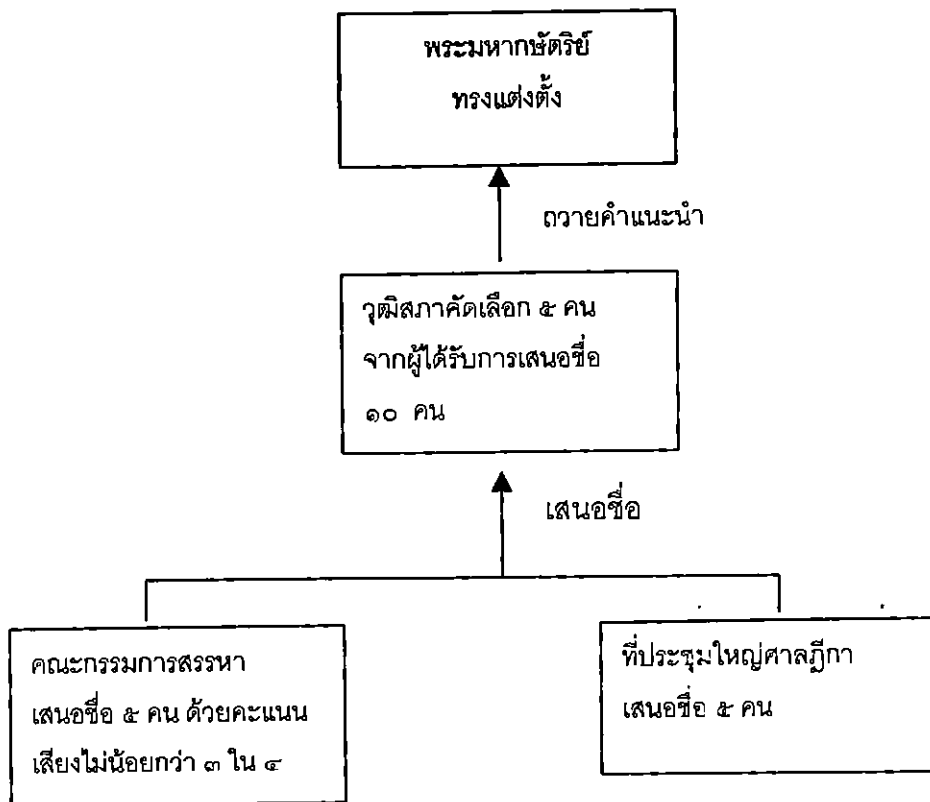 พระมหากษัตริย์
ทรงแต่งตั้ง
ถวายคำแนะนำ
วุฒิสภาคัดเลือก ๕ คน
จากผู้ได้รับการเสนอชื่อ
๑๐ คน
เสนอชื่อ
คณะกรรมการสรรหา
เสนอชื่อ ๕ คน ด้วยคะแนน
เสียงไม่น้อยกว่า ๓ ใน ๔
ที่ประชุมใหญ่ศาลฎีกา
เสนอชื่อ ๕ คน